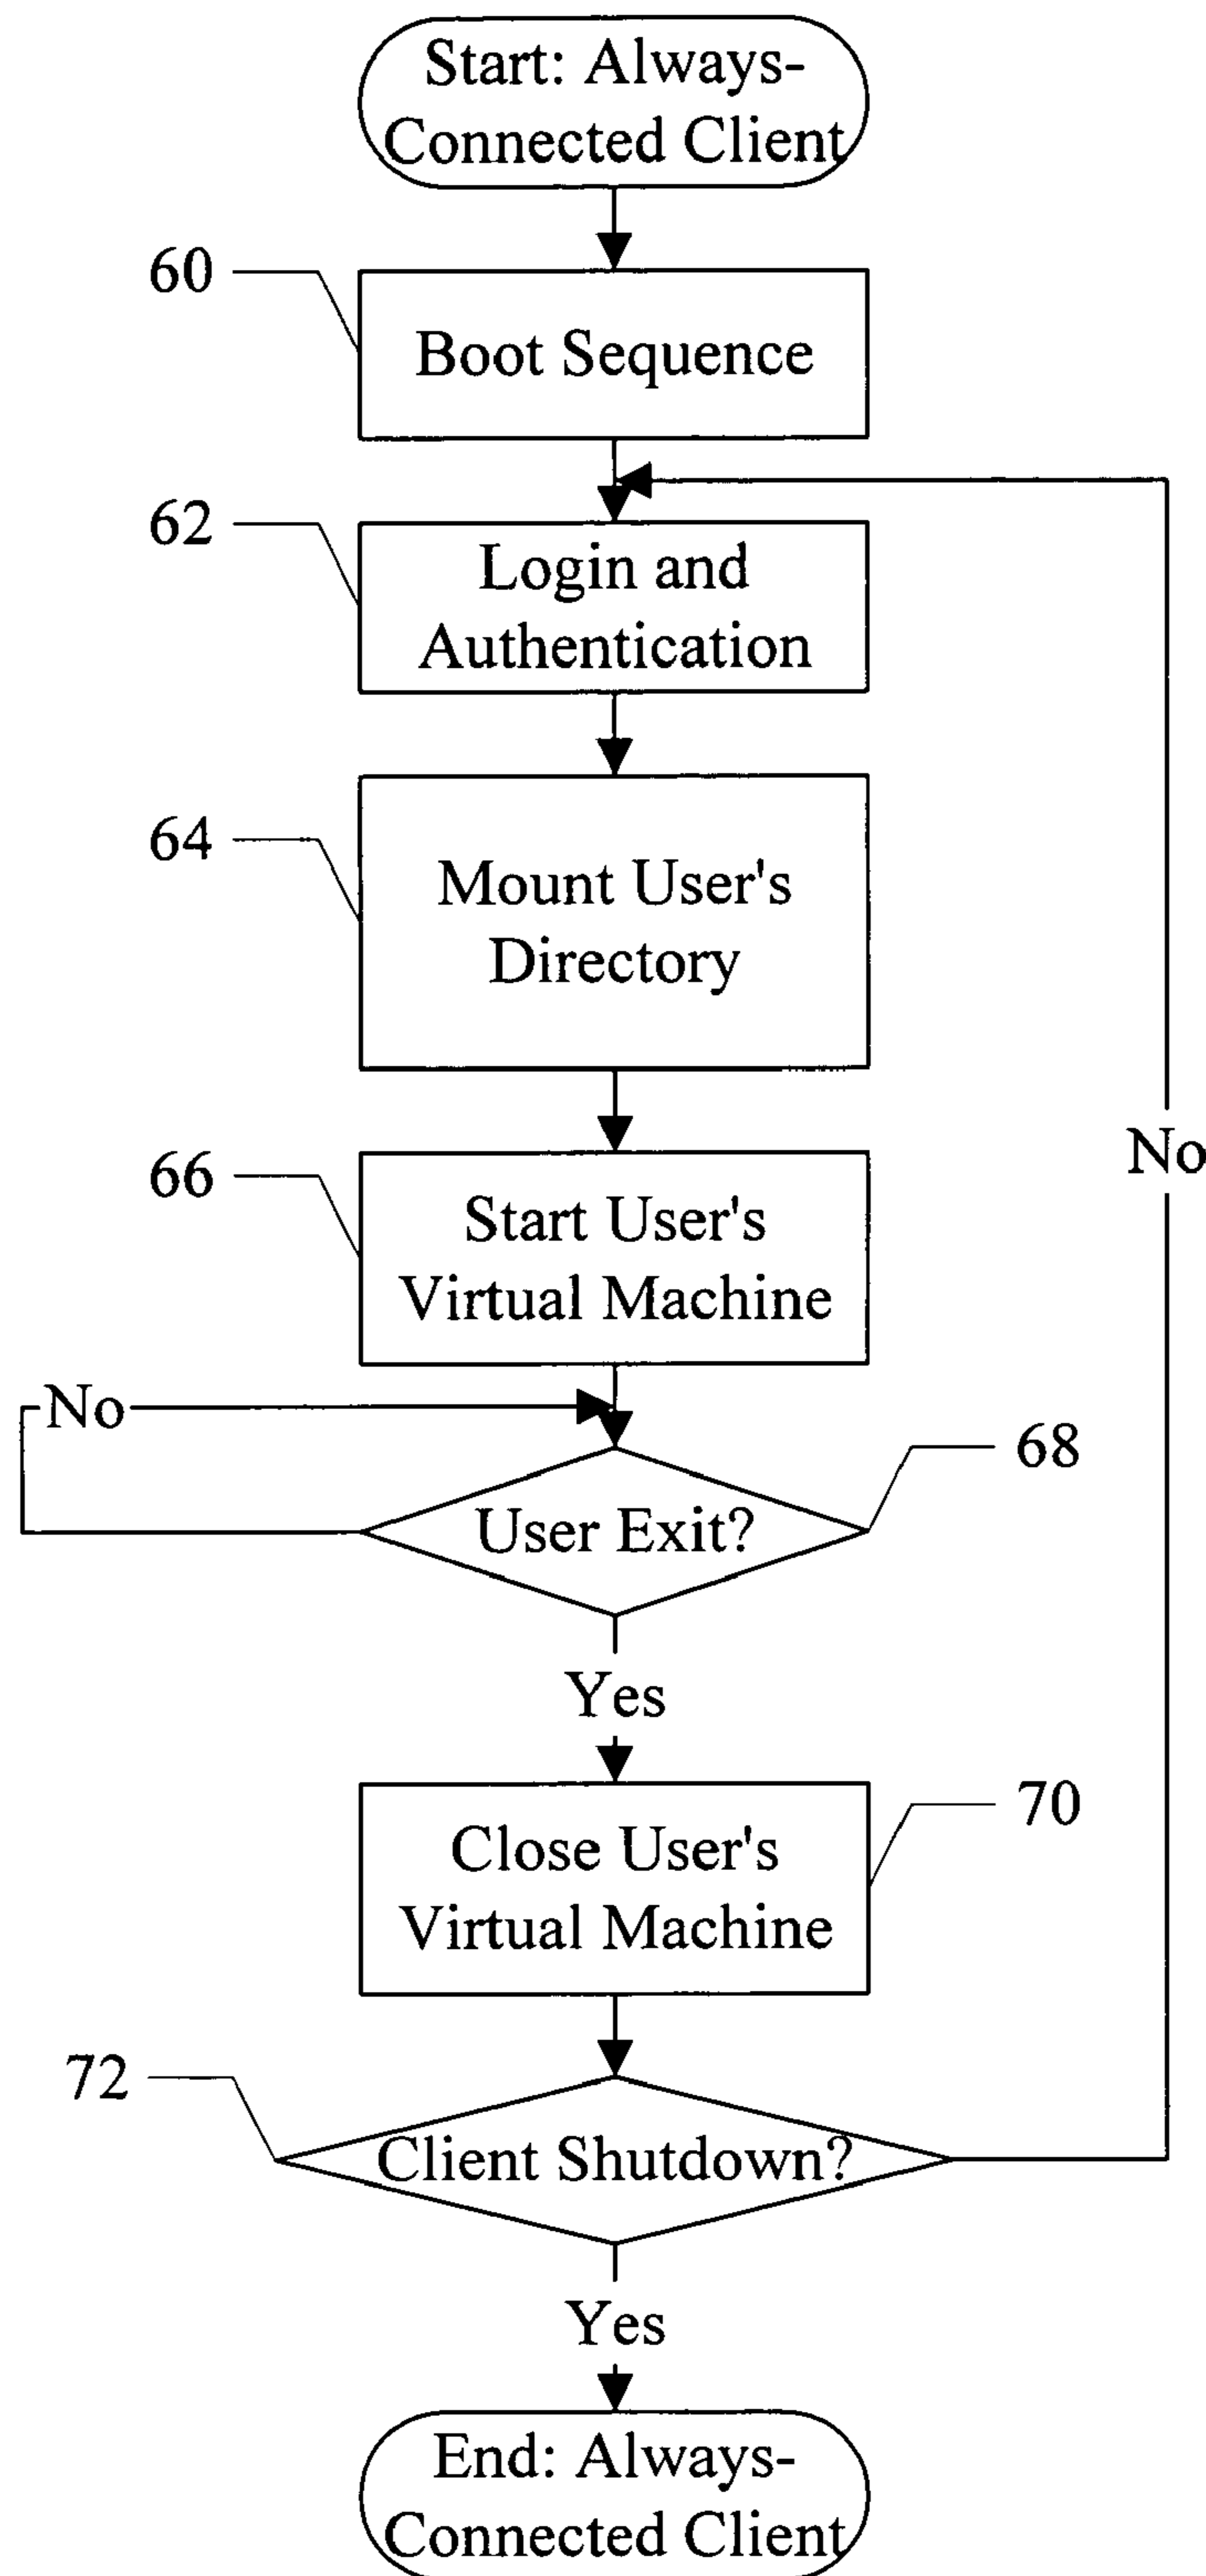 Start: Always-
Connected Client
60
Boot Sequence
62
Login and
Authentication
64
Mount User's
Directory
No
66
Start User's
Virtual Machine
No
68
User Exit?
Yes
70
Close User's
Virtual Machine
72
Client Shutdown?
Yes
End: Always-
Connected Client